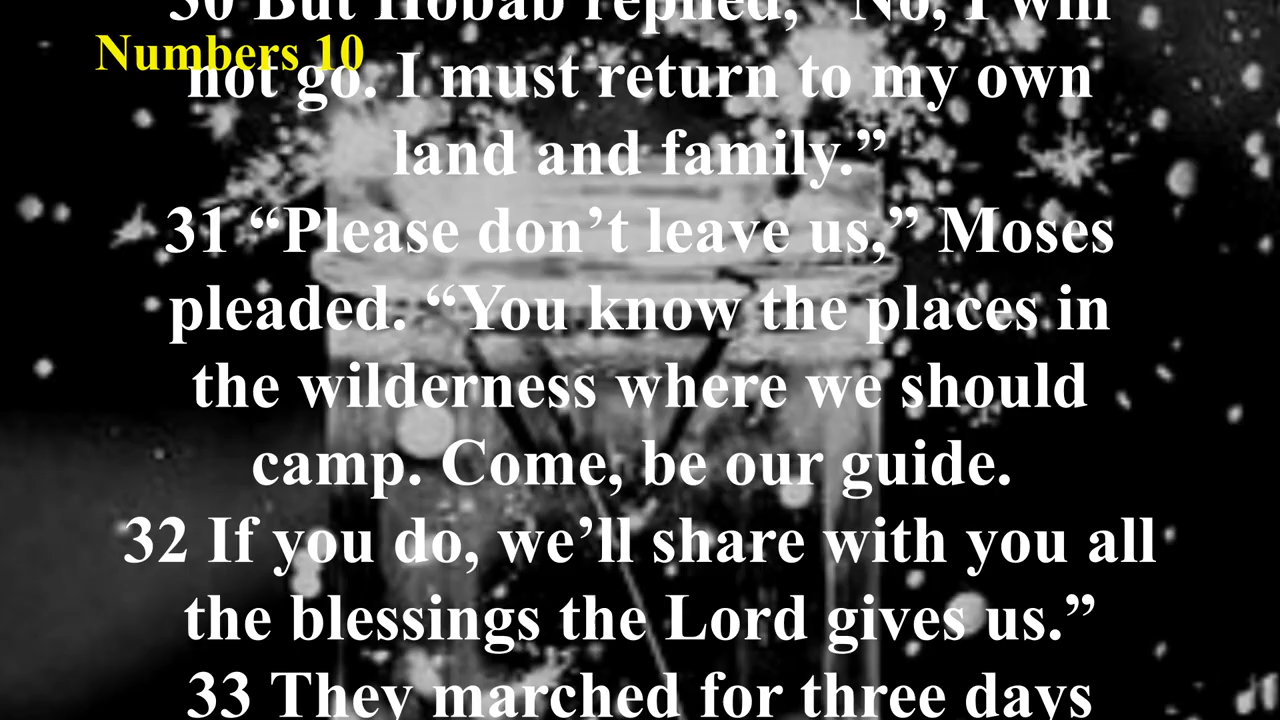 30 But Hobab replied, “No, I will
Numbers 10
not go. I must return to my own
land and family.”
31 “Please don’t leave us,” Moses
pleaded. “You know the places in
the wilderness where we should
camp. Come, be our guide.
32 If you do, we’ll share with you all
the blessings the Lord gives us.”
33 They marched for three days